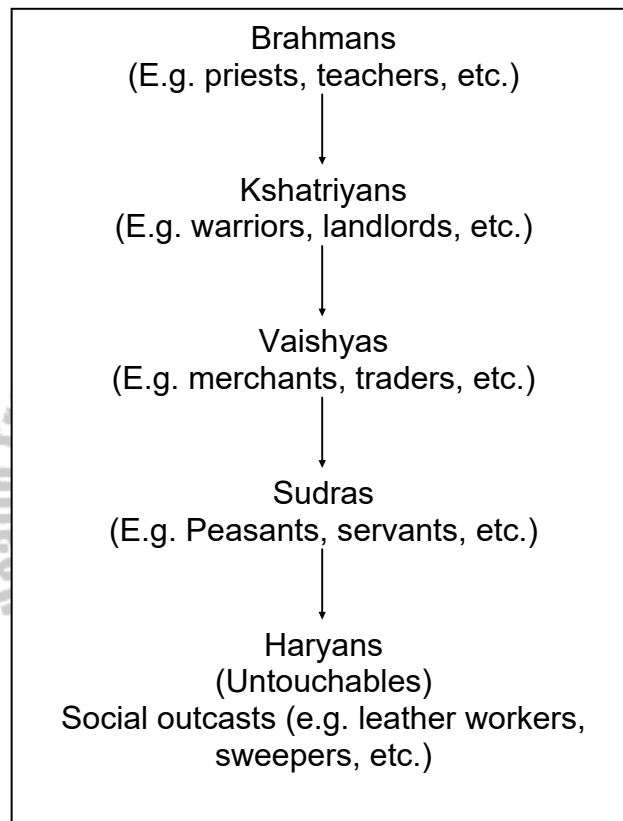 Brahmans
(E.g. priests, teachers, etc.)
Kshatriyans
(E.g. warriors, landlords, etc.)
Vaishyas
(E.g. merchants, traders, etc.)
Sudras
(E.g. Peasants, servants, etc.)
Haryans
(Untouchables)
Social outcasts (e.g. leather workers,
sweepers, etc.)